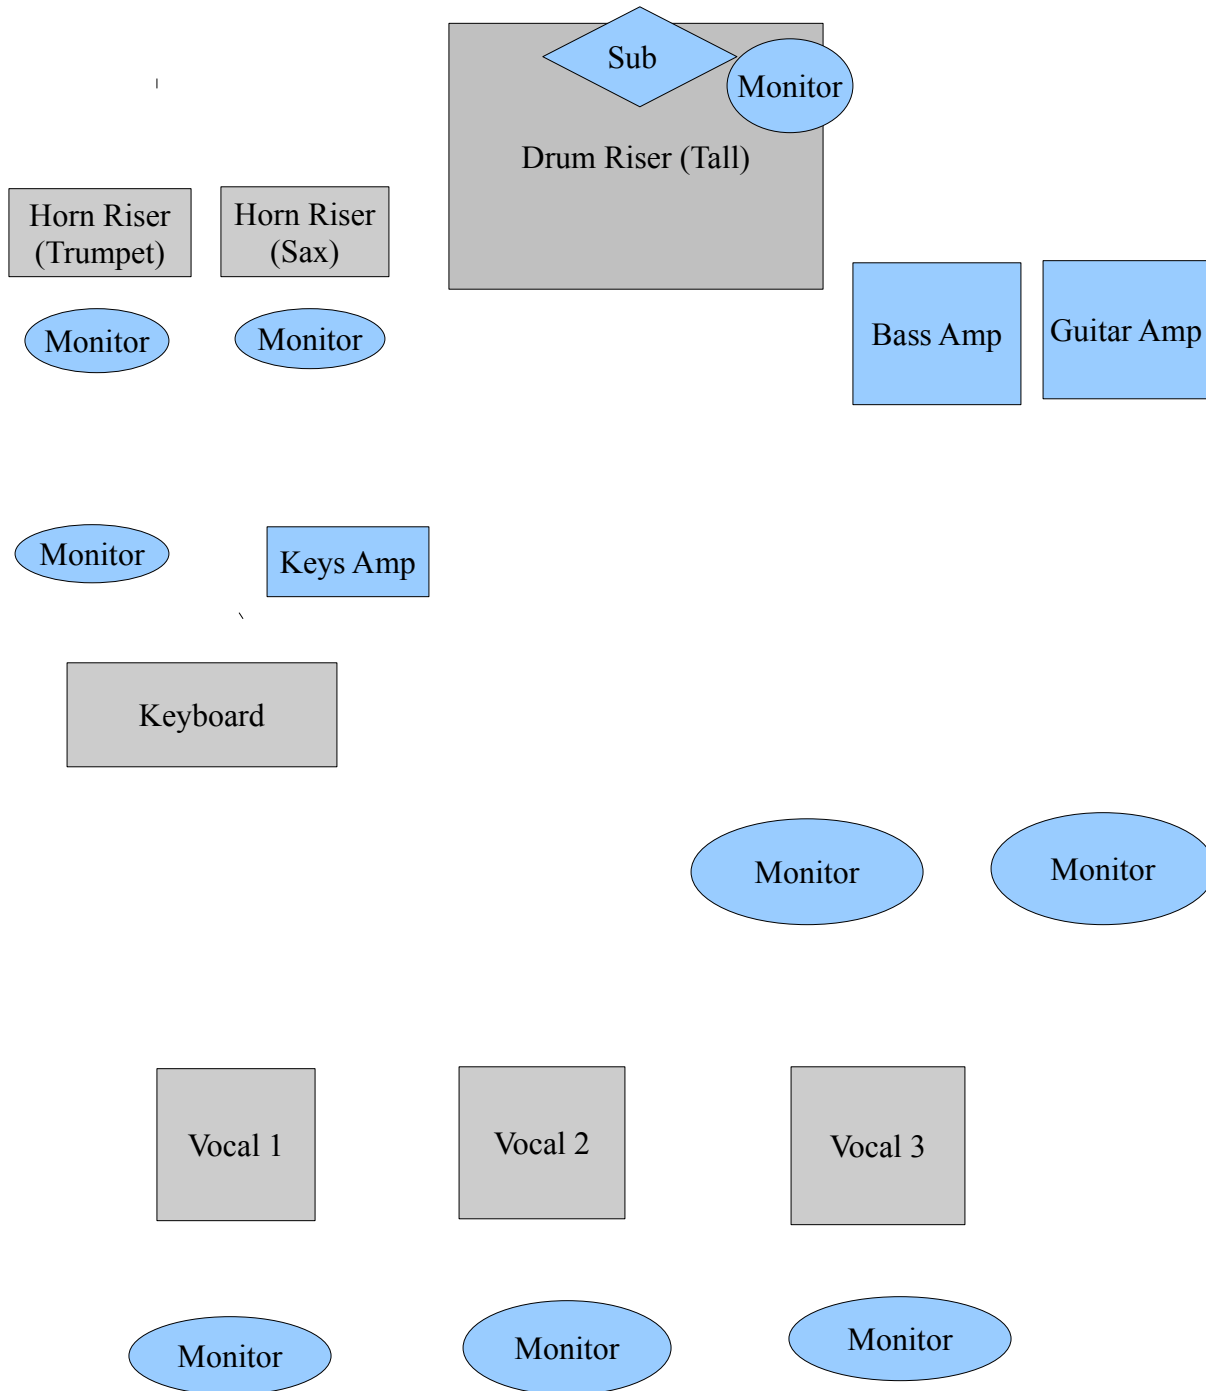 Sub
Monitor
Drum Riser (Tall)
Horn Riser
(Trumpet)
Horn Riser
(Sax)
Monitor
Monitor
Bass Amp
Guitar Amp
Monitor
Keys Amp
Keyboard
Monitor
Monitor
Vocal 1
Vocal 2
Vocal 3
Monitor
Monitor
Monitor